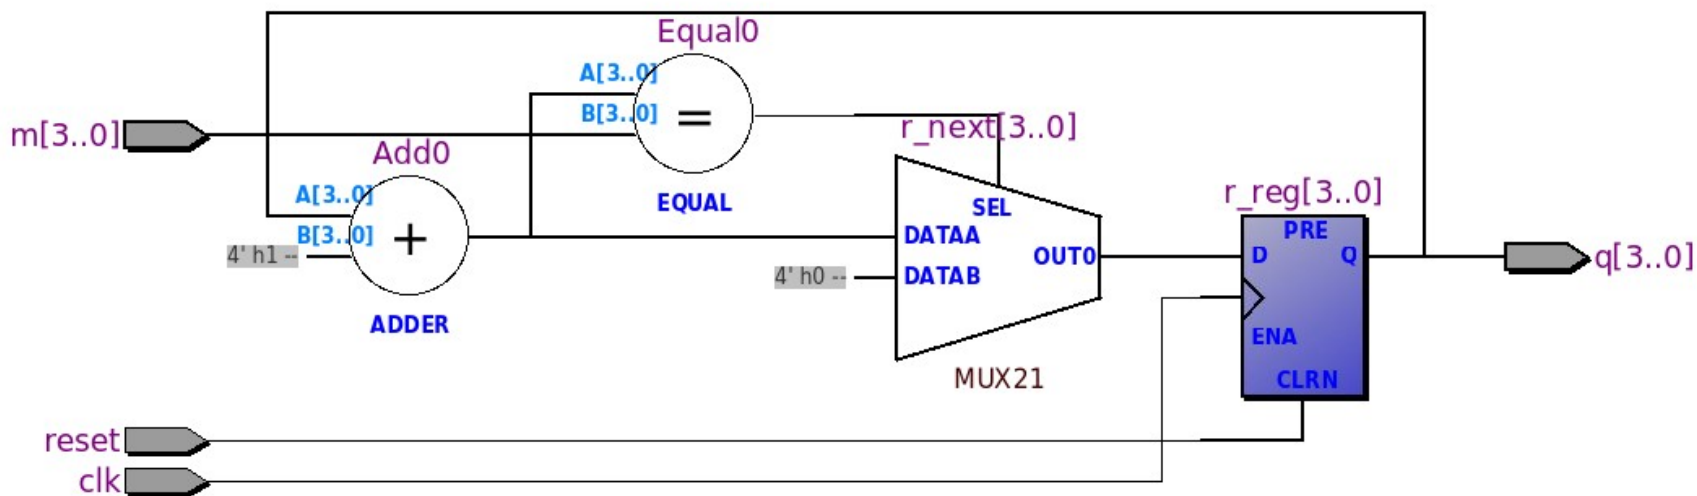 Equal0
A[3..0]
B[3..0]
=
EQUAL
m[3..0]
Add0
A[3..0]
B[3..0]
+
4' h1 --
ADDER
r_next[3..0]
SEL
DATAA
DATAB
OUT0
4' h0 --
MUX21
r_reg[3..0]
PRE
D
Q
ENA
CLRN
q[3..0]
reset
clk